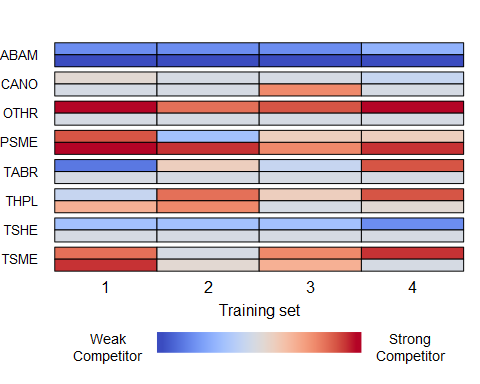 ABAM
CANO
OTHR
PSME
TABR
THPL
TSHE
TSME
1 2 3 4
Training set
Weak Competitor
Strong Competitor